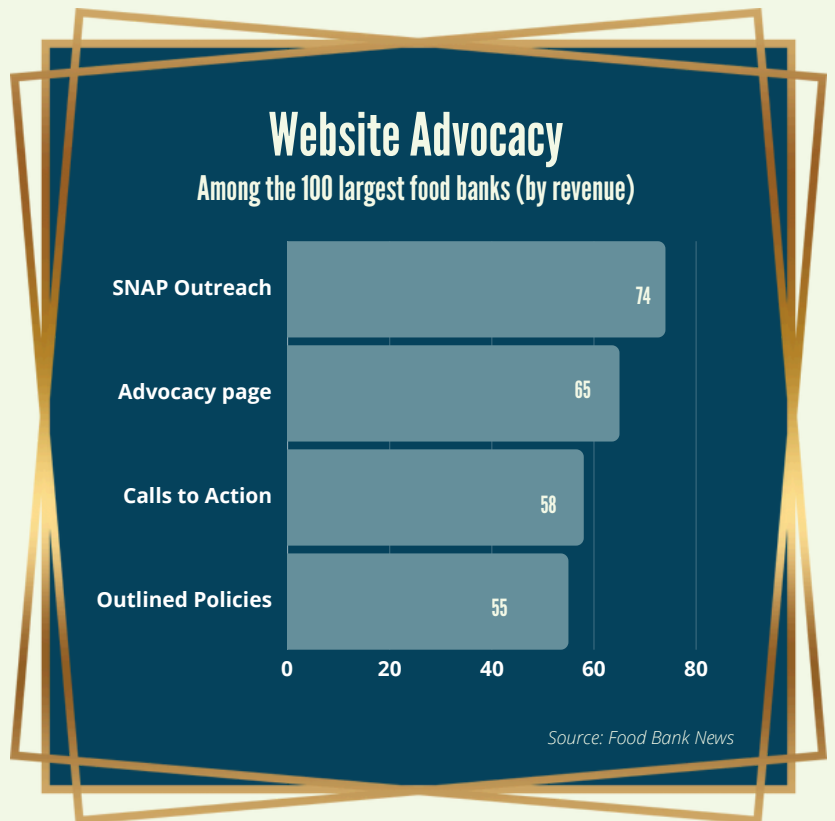 Website Advocacy
Among the 100 largest food banks (by revenue)
SNAP Outreach
74
Advocacy page
65
Calls to Action
58
Outlined Policies
55
0 20 40 60 80
Source: Food Bank News